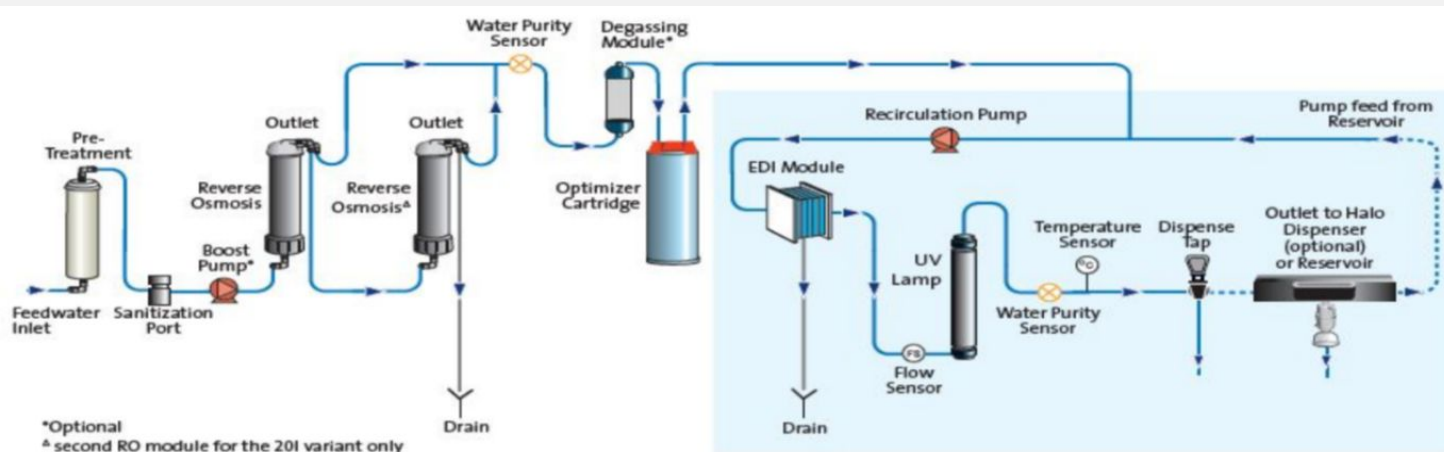 Water Purity
Sensor
Degassing
Module*
Pre-
Treatment
Outlet
Outlet
Reverse
Osmosis
Reverse
Osmosis∆
Boost
Pump*
Optimizer
Cartridge
Feedwater
Inlet
Sanitization
Port
Drain
*Optional
∆ second RO module for the 20I variant only
Recirculation Pump
Pump feed from
Reservoir
EDI Module
UV
Lamp
Temperature
Sensor
°C
Dispense
Tap
Outlet to Halo
Dispenser
(optional)
or Reservoir
Water Purity
Sensor
FS
Flow
Sensor
Drain